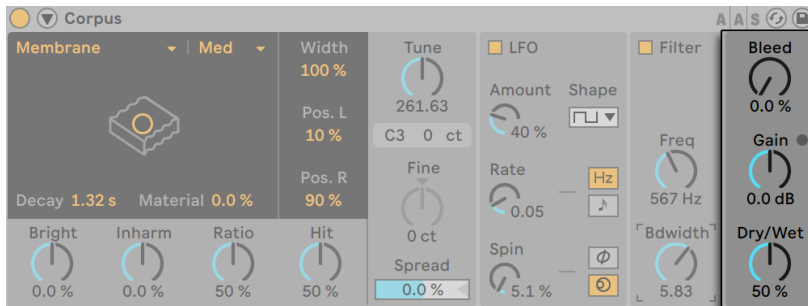 Corpus
A A S
Membrane
Med
Decay 1.32 s
Material 0.0 %
Width
100 %
Pos. L
10 %
Pos. R
90 %
Bright
0.0 %
Inharm
0.0 %
Ratio
50 %
Hit
50 %
Tune
261.63
C3 0 ct
Fine
0 ct
Spread
0.0 %
LFO
Amount
40 %
Shape
Rate
0.05
Hz
Spin
5.1 %
Filter
Freq
567 Hz
Bdwidth
5.83
Bleed
0.0 %
Gain
0.0 dB
Dry/Wet
50 %